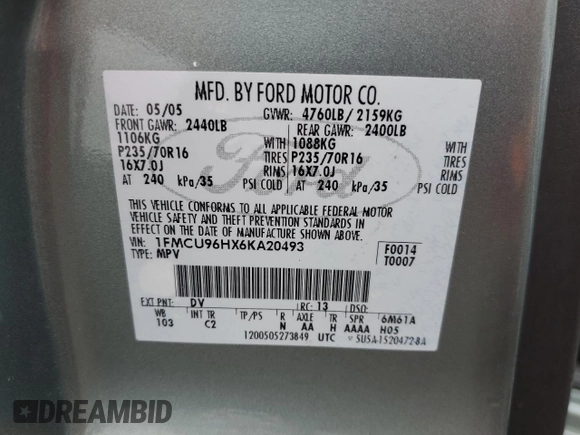 MFD. BY FORD MOTOR CO.
DATE: 05/05 GVWR: 4760LB/ 2159KG
FRONT GAWR: 2440LB REAR GAWR: 2400LB
1106KG 1088KG WITH
P235/70R16 TIRES P235/70R16 TIRES
16X7.0J RIMS 16X7.0J RIMS
AT 240 kPa/35 PSI COLD AT 240 kPa/35 PSI COLD
THIS VEHICLE CONFORMS TO ALL APPLICABLE FEDERAL MOTOR
VEHICLE SAFETY AND THEFT PREVENTION STANDARDS IN
EFFECT ON THE DATE OF MANUFACTURE SHOWN ABOVE.
VIN: 1FMCU96HX6KA20493 F0014
TYPE: MPV T0007
Ford
EXT PNT: DV RC: 13 DSO:
WB INT TR TP/PS R AXLE TR SPR 6M61A
103 C2 N AA H AAAA H05
1200505273849 UTC
DREAMBID